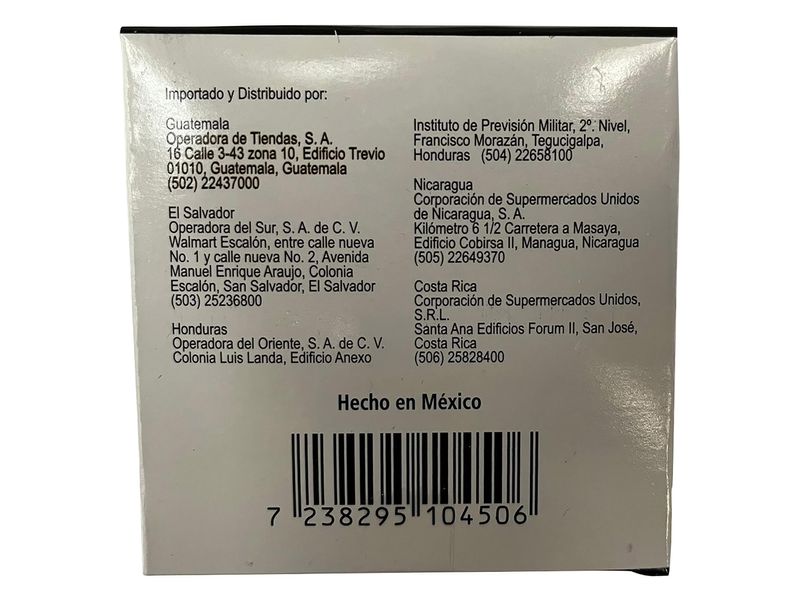 Importado y Distribuido por:
Guatemala
Operadora de Tiendas, S. A.
16 Calle 3-43 zona 10, Edificio Trevio
01010, Guatemala, Guatemala
(502) 22437000
El Salvador
Operadora del Sur, S. A. de C. V.
Walmart Escalón, entre calle nueva
No. 1 y calle nueva No. 2, Avenida
Manuel Enrique Araujo, Colonia
Escalón, San Salvador, El Salvador
(503) 25236800
Honduras
Operadora del Oriente, S. A. de C. V.
Colonia Luis Landa, Edificio Anexo
Instituto de Previsión Militar, 2º. Nivel,
Francisco Morazán, Tegucigalpa,
Honduras (504) 22658100
Nicaragua
Corporación de Supermercados Unidos
de Nicaragua, S. A.
Kilómetro 6 1/2 Carretera a Masaya,
Edificio Cobirsa II, Managua, Nicaragua
(505) 22649370
Costa Rica
Corporación de Supermercados Unidos,
S.R.L.
Santa Ana Edificios Forum II, San José,
Costa Rica
(506) 25828400
Hecho en México
7 238295 104506